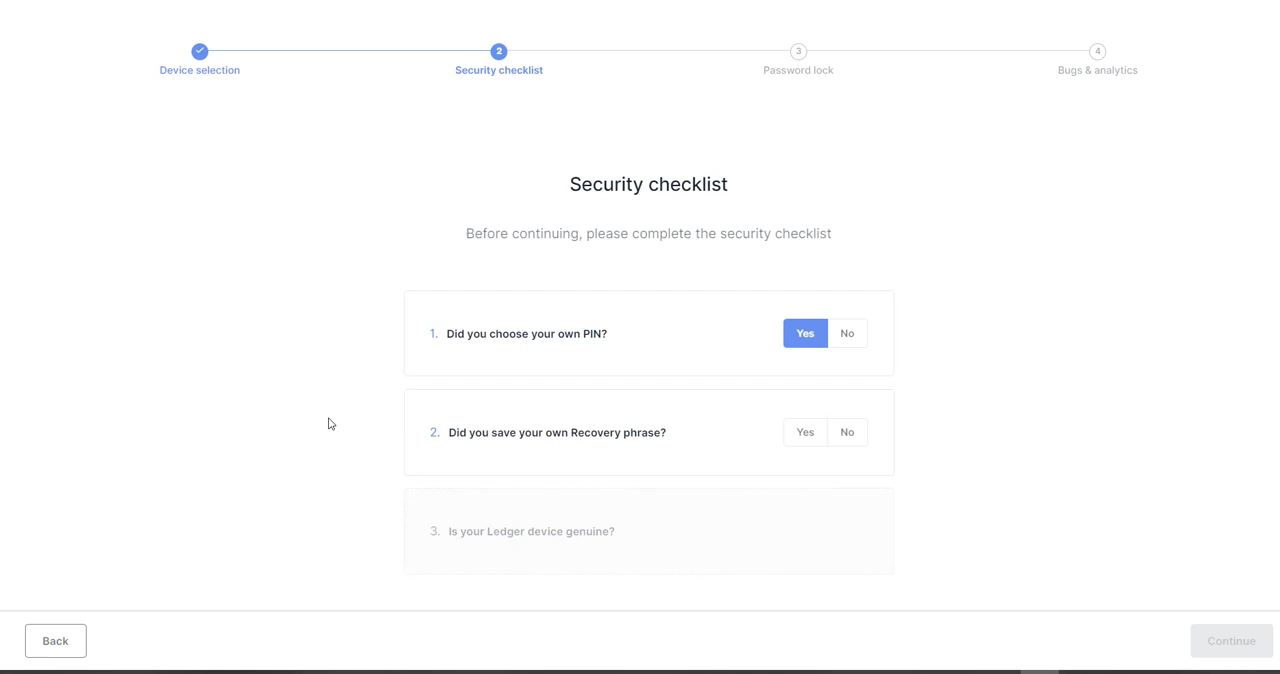 2
3
4
Device selection
Security checklist
Password lock
Bugs & analytics
Security checklist
Before continuing, please complete the security checklist
1. Did you choose your own PIN?
Yes No
2. Did you save your own Recovery phrase?
Yes No
3. Is your Ledger device genuine?
Back
Continue